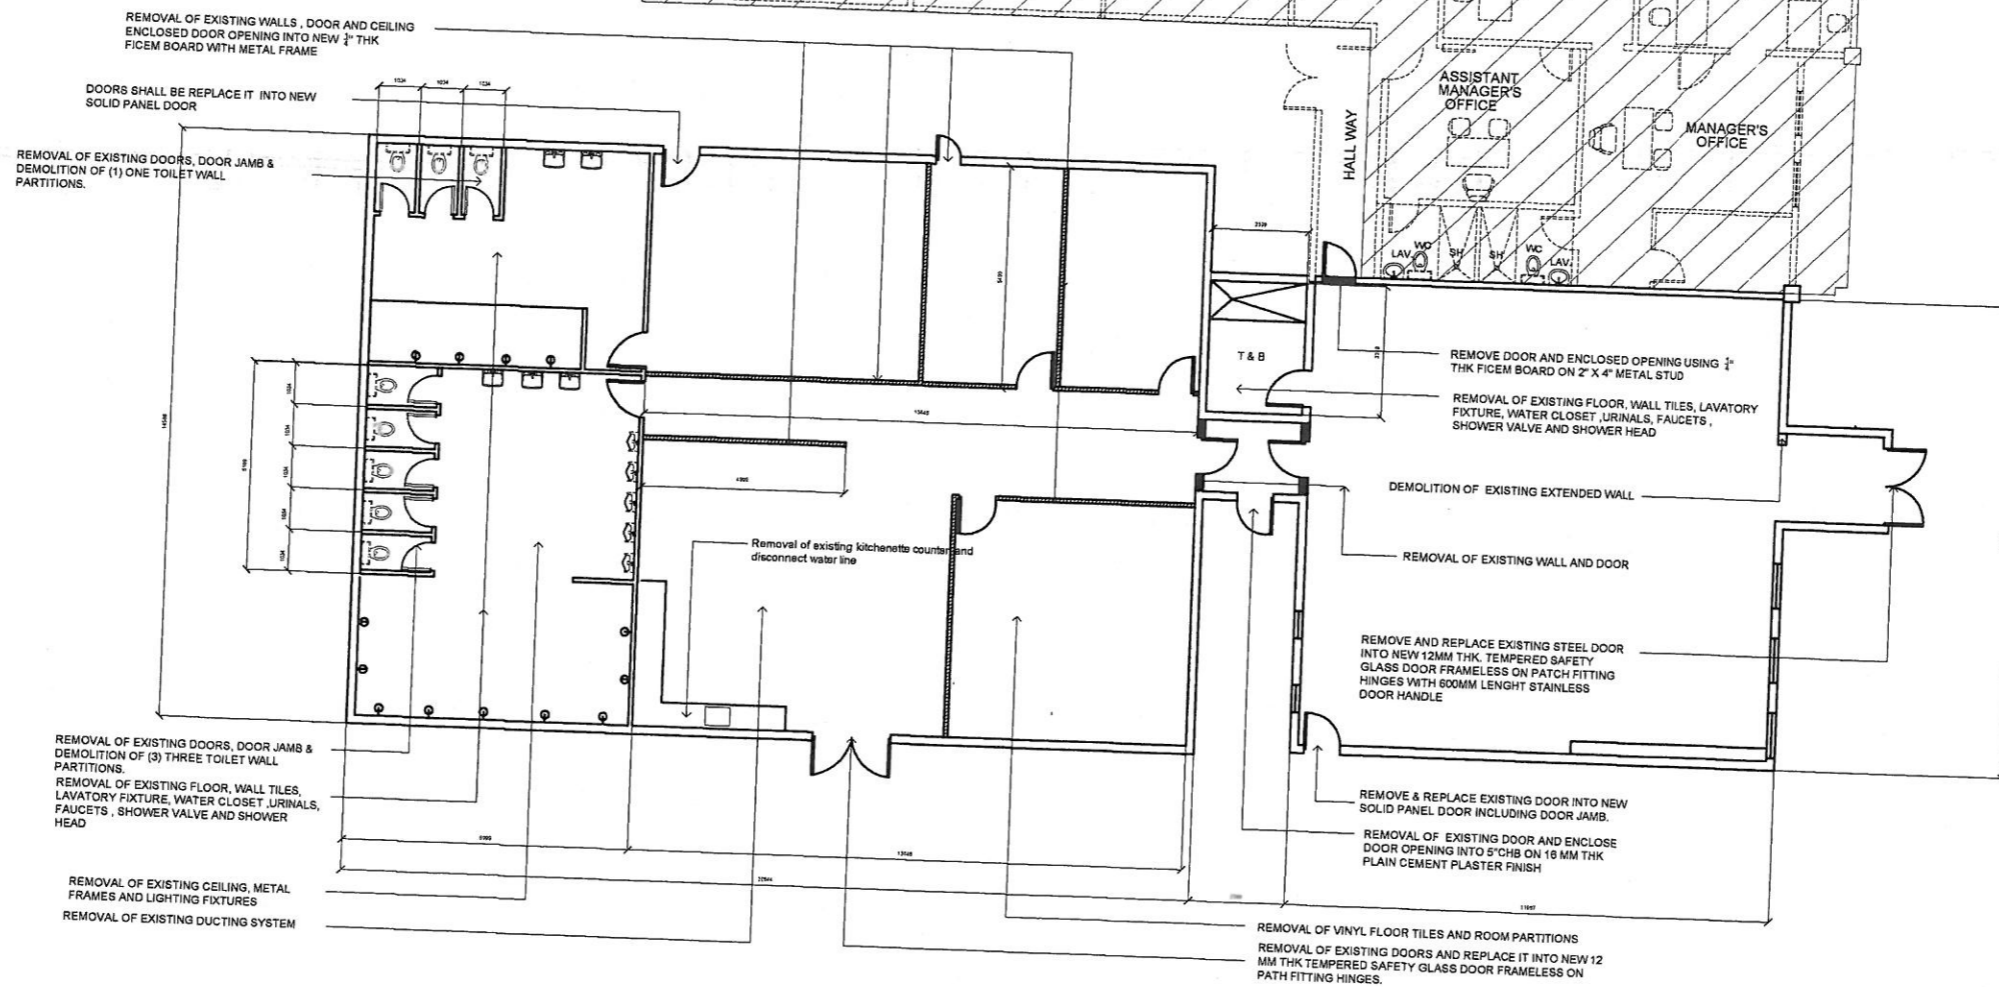 REMOVAL OF EXISTING WALLS , DOOR AND CEILING
ENCLOSED DOOR OPENING INTO NEW ¼" THK
FICEM BOARD WITH METAL FRAME
DOORS SHALL BE REPLACE IT INTO NEW
SOLID PANEL DOOR
REMOVAL OF EXISTING DOORS, DOOR JAMB &
DEMOLITION OF (1) ONE TOILET WALL
PARTITIONS.
1034
1034
1034
HALL WAY
ASSISTANT
MANAGER'S
OFFICE
MANAGER'S
OFFICE
LAV.
WC
SH
SH
WC
LAV.
T & B
REMOVE DOOR AND ENCLOSED OPENING USING ¼"
THK FICEM BOARD ON 2" X 4" METAL STUD
REMOVAL OF EXISTING FLOOR, WALL TILES, LAVATORY
FIXTURE, WATER CLOSET ,URINALS, FAUCETS ,
SHOWER VALVE AND SHOWER HEAD
1034
1034
1034
1034
1034
DEMOLITION OF EXISTING EXTENDED WALL
Removal of existing kitchenette counter and
disconnect water line
REMOVAL OF EXISTING WALL AND DOOR
REMOVE AND REPLACE EXISTING STEEL DOOR
INTO NEW 12MM THK. TEMPERED SAFETY
GLASS DOOR FRAMELESS ON PATCH FITTING
HINGES WITH 600MM LENGHT STAINLESS
DOOR HANDLE
REMOVAL OF EXISTING DOORS, DOOR JAMB &
DEMOLITION OF (3) THREE TOILET WALL
PARTITIONS.
REMOVAL OF EXISTING FLOOR, WALL TILES,
LAVATORY FIXTURE, WATER CLOSET ,URINALS,
FAUCETS , SHOWER VALVE AND SHOWER
HEAD
REMOVE & REPLACE EXISTING DOOR INTO NEW
SOLID PANEL DOOR INCLUDING DOOR JAMB.
REMOVAL OF EXISTING DOOR AND ENCLOSE
DOOR OPENING INTO 5"CHB ON 16 MM THK
PLAIN CEMENT PLASTER FINISH
REMOVAL OF EXISTING CEILING, METAL
FRAMES AND LIGHTING FIXTURES
REMOVAL OF EXISTING DUCTING SYSTEM
REMOVAL OF VINYL FLOOR TILES AND ROOM PARTITIONS
REMOVAL OF EXISTING DOORS AND REPLACE IT INTO NEW 12
MM THK TEMPERED SAFETY GLASS DOOR FRAMELESS ON
PATH FITTING HINGES.